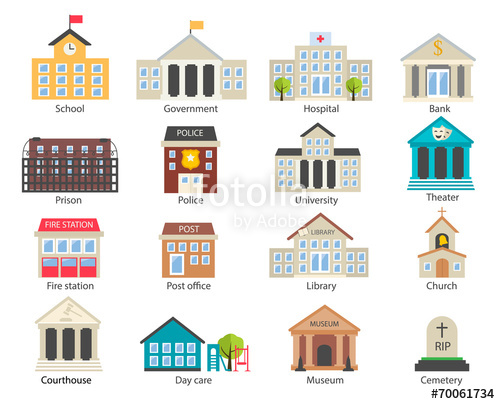 School
Government
Hospital
$
Bank
Prison
POLICE
Police
University
Theater
FIRE STATION
Fire station
POST
Post office
LIBRARY
Library
Church
Courthouse
Day care
MUSEUM
Museum
RIP
Cemetery
fotolia
by Adobe
#70061734